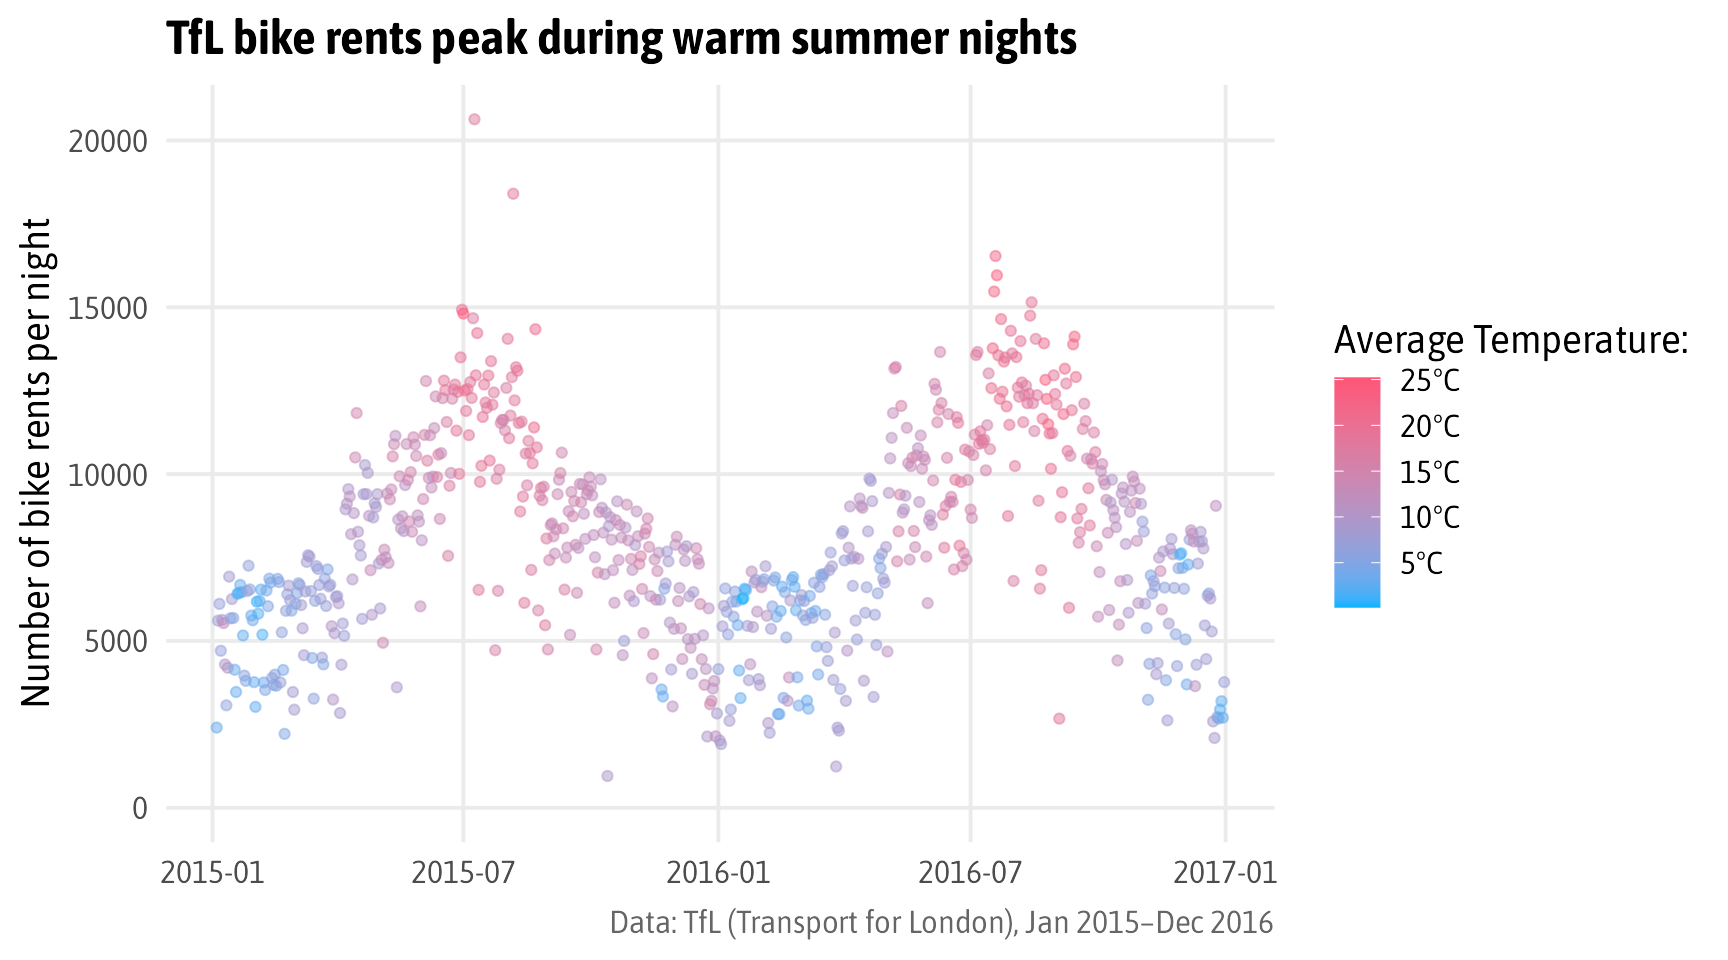 TfL bike rents peak during warm summer nights
Number of bike rents per night
20000
15000
10000
5000
0
2015-01
2015-07
2016-01
2016-07
2017-01
Average Temperature:
25°C
20°C
15°C
10°C
5°C
Data: TfL (Transport for London), Jan 2015–Dec 2016